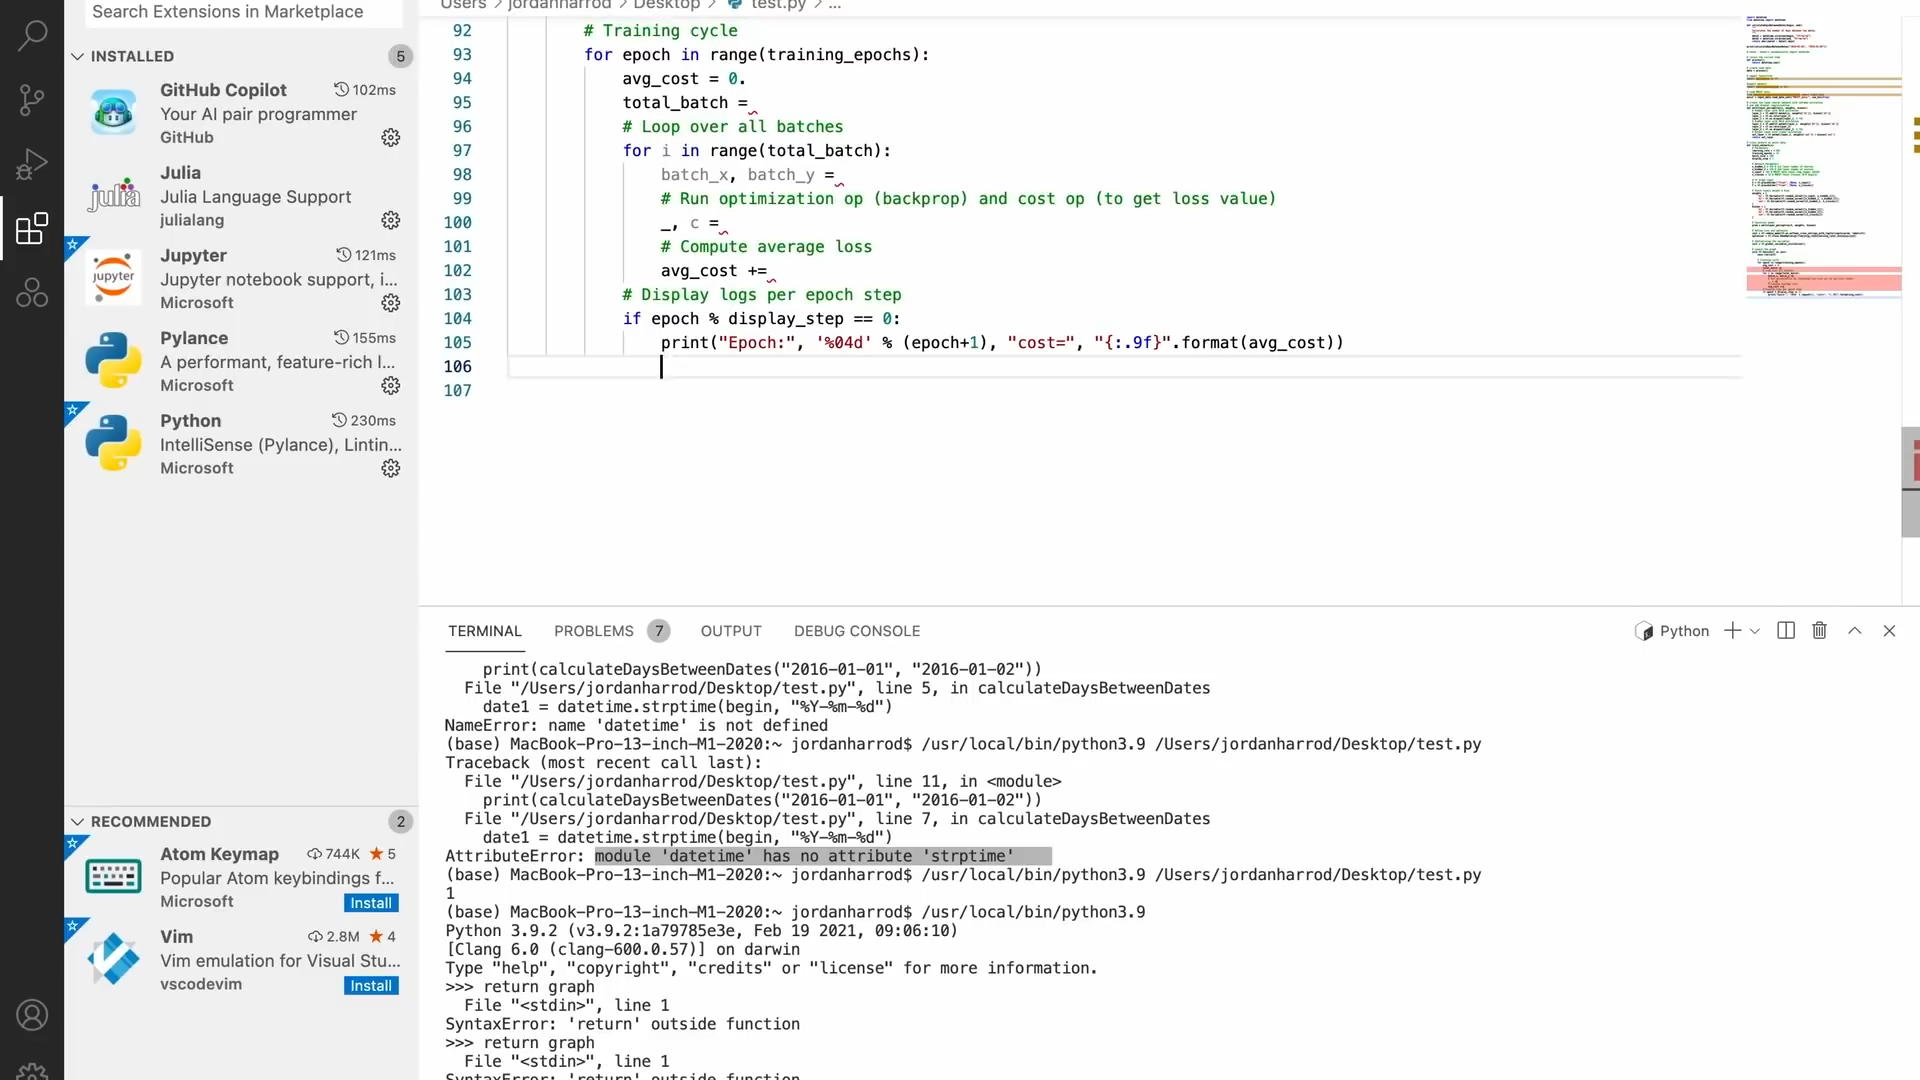 Search Extensions in Marketplace
INSTALLED 5
GitHub Copilot 102ms
Your AI pair programmer
GitHub
Julia
julia
Julia Language Support
julialang
Jupyter 121ms
jupyter
Jupyter notebook support, i...
Microsoft
Pylance 155ms
A performant, feature-rich l...
Microsoft
Python 230ms
IntelliSense (Pylance), Lintin...
Microsoft
RECOMMENDED 2
Atom Keymap 744K 5
Popular Atom keybindings f...
Microsoft Install
Vim 2.8M 4
Vim emulation for Visual Stu...
vscodevim Install
Users > jordanharrod > Desktop > test.py > ...
92 # Training cycle
93 for epoch in range(training_epochs):
94 avg_cost = 0.
95 total_batch =
96 # Loop over all batches
97 for i in range(total_batch):
98 batch_x, batch_y =
99 # Run optimization op (backprop) and cost op (to get loss value)
100 _, c =
101 # Compute average loss
102 avg_cost +=
103 # Display logs per epoch step
104 if epoch % display_step == 0:
105 print("Epoch:", '%04d' % (epoch+1), "cost=", "{:.9f}".format(avg_cost))
106
107
TERMINAL PROBLEMS 7 OUTPUT DEBUG CONSOLE Python
print(calculateDaysBetweenDates("2016-01-01", "2016-01-02"))
File "/Users/jordanharrod/Desktop/test.py", line 5, in calculateDaysBetweenDates
date1 = datetime.strptime(begin, "%Y-%m-%d")
NameError: name 'datetime' is not defined
(base) MacBook-Pro-13-inch-M1-2020:~ jordanharrod$ /usr/local/bin/python3.9 /Users/jordanharrod/Desktop/test.py
Traceback (most recent call last):
File "/Users/jordanharrod/Desktop/test.py", line 11, in <module>
print(calculateDaysBetweenDates("2016-01-01", "2016-01-02"))
File "/Users/jordanharrod/Desktop/test.py", line 7, in calculateDaysBetweenDates
date1 = datetime.strptime(begin, "%Y-%m-%d")
AttributeError: module 'datetime' has no attribute 'strptime'
(base) MacBook-Pro-13-inch-M1-2020:~ jordanharrod$ /usr/local/bin/python3.9 /Users/jordanharrod/Desktop/test.py
1
(base) MacBook-Pro-13-inch-M1-2020:~ jordanharrod$ /usr/local/bin/python3.9
Python 3.9.2 (v3.9.2:1a79785e3e, Feb 19 2021, 09:06:10)
[Clang 6.0 (clang-600.0.57)] on darwin
Type "help", "copyright", "credits" or "license" for more information.
>>> return graph
File "<stdin>", line 1
SyntaxError: 'return' outside function
>>> return graph
File "<stdin>", line 1
SyntaxError: 'return' outside function